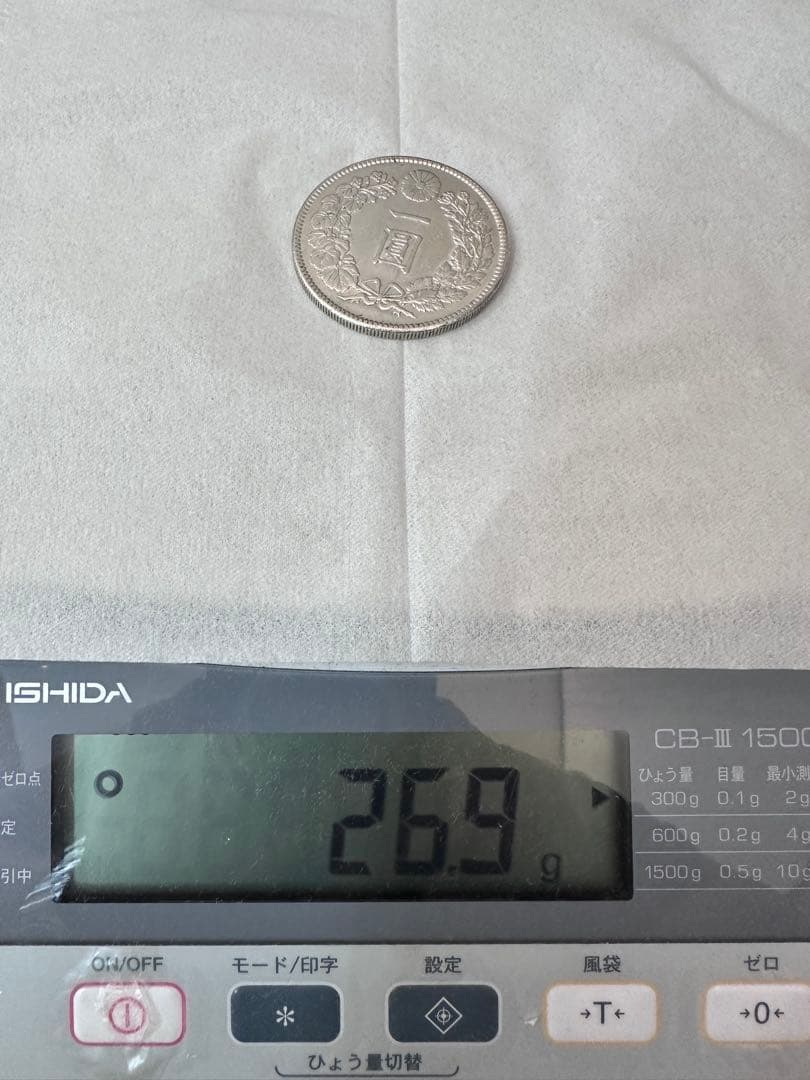 一
圓
ISHIDA
CB-Ⅲ 1500
ゼロ点
ひょう量 目量 最小測
300g 0.1g 2g
定
600g 0.2g 4g
引中
1500g 0.5g 10g
26.9 g
ON/OFF モード/印字 設定 風袋 ゼロ
* →T← →0←
ひょう量切替